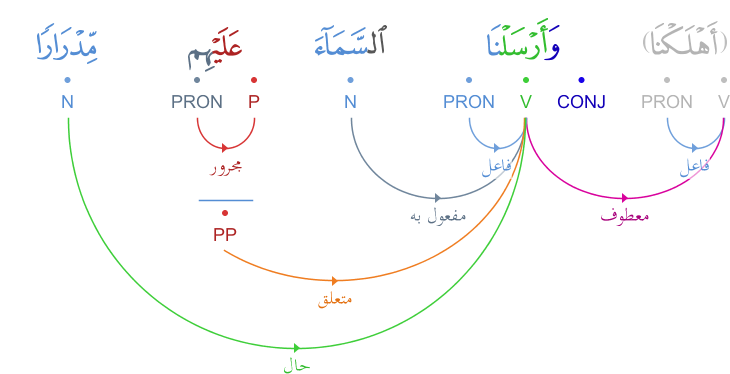 (أَهْلَكْنَا) وَأَرْسَلْنَا ٱلسَّمَآءَ عَلَيْهِم مِّدْرَارًا
V PRON CONJ V PRON N P PRON N
فاعل فاعل مجرور
معطوف مفعول به
PP
متعلق
حال